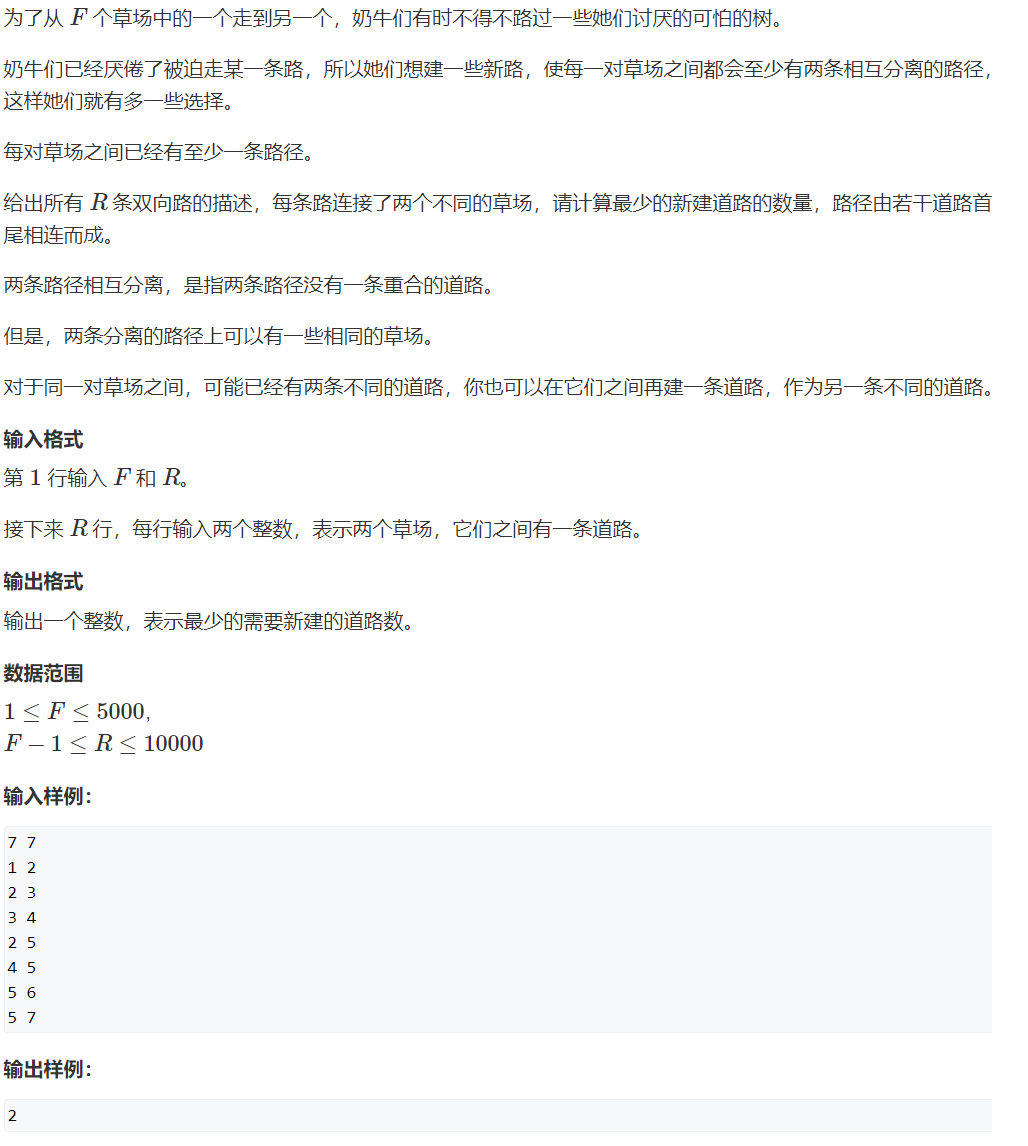 为了从 F 个草场中的一个走到另一个，奶牛们有时不得不路过一些她们讨厌的可怕的树。
奶牛们已经厌倦了被迫走某一条路，所以她们想建一些新路，使每一对草场之间都会至少有两条相互分离的路径，
这样她们就有多一些选择。
每对草场之间已经有至少一条路径。
给出所有 R 条双向路的描述，每条路连接了两个不同的草场，请计算最少的新建道路的数量，路径由若干道路首
尾相连而成。
两条路径相互分离，是指两条路径没有一条重合的道路。
但是，两条分离的路径上可以有一些相同的草场。
对于同一对草场之间，可能已经有两条不同的道路，你也可以在它们之间再建一条道路，作为另一条不同的道路。
输入格式
第 1 行输入 F 和 R。
接下来 R 行，每行输入两个整数，表示两个草场，它们之间有一条道路。
输出格式
输出一个整数，表示最少的需要新建的道路数。
数据范围
1 ≤ F ≤ 5000,
F − 1 ≤ R ≤ 10000
输入样例：
7 7
1 2
2 3
3 4
2 5
4 5
5 6
5 7
输出样例：
2